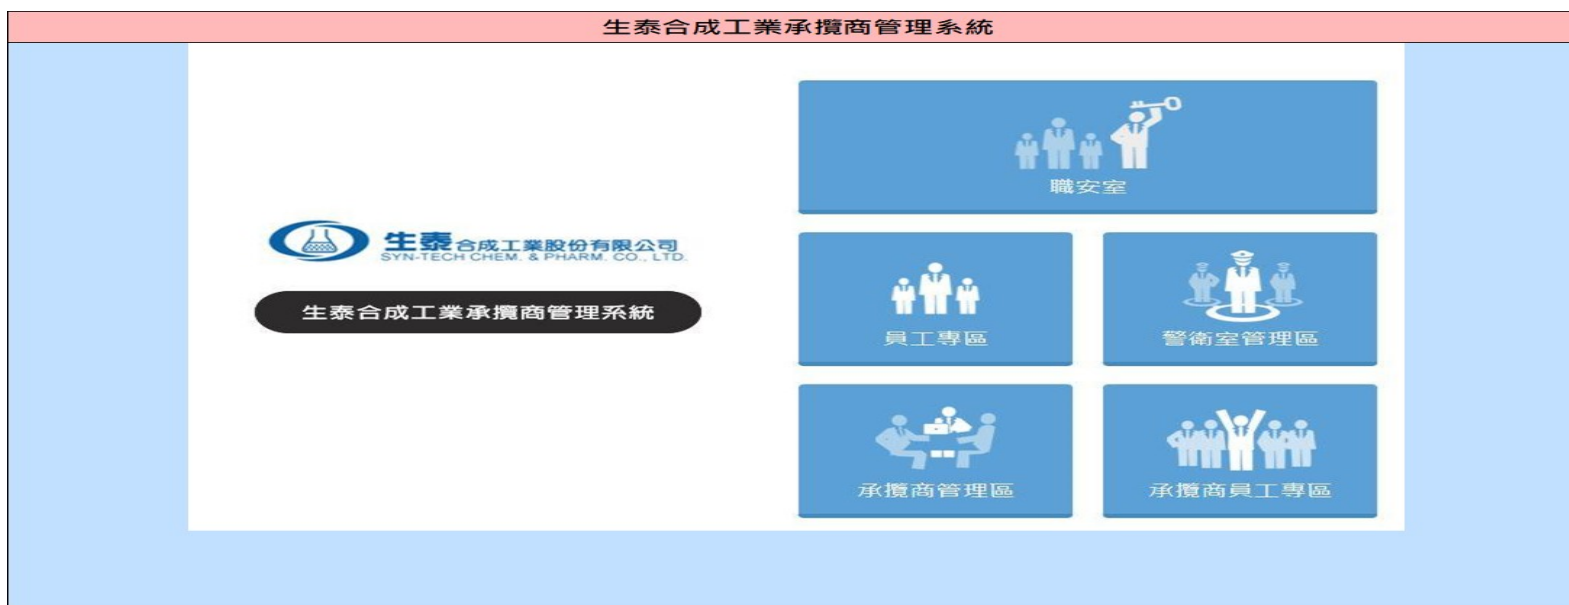 生泰合成工業承攬商管理系統
職安室
生泰合成工業股份有限公司
SYN-TECH CHEM. & PHARM. CO., LTD.
生泰合成工業承攬商管理系統
員工專區
警衛室管理區
承攬商管理區
承攬商員工專區